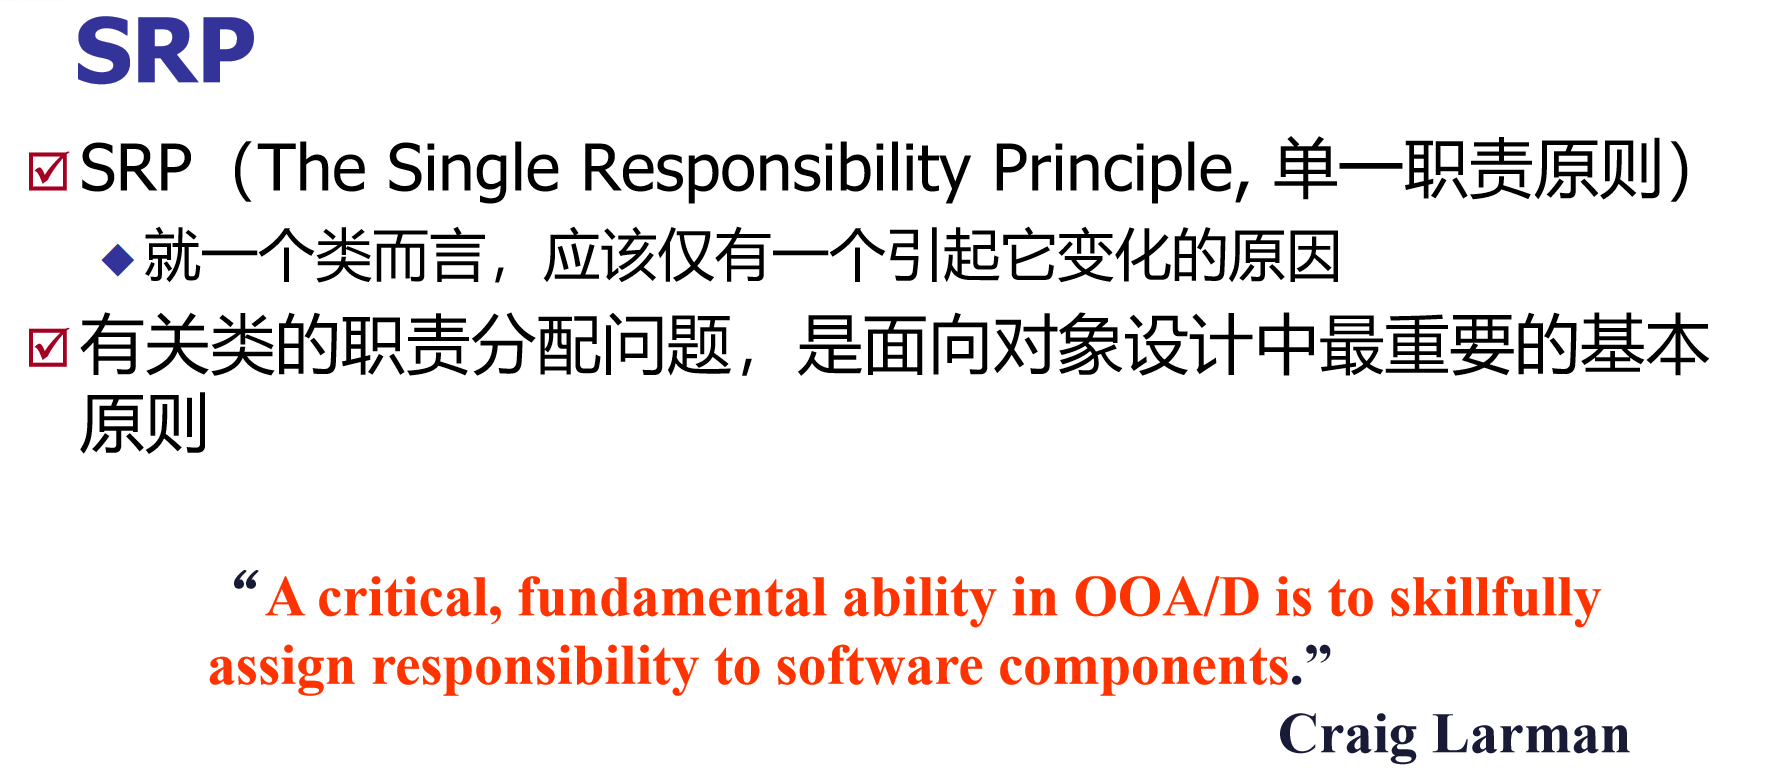 SRP
SRP（The Single Responsibility Principle, 单一职责原则）
就一个类而言，应该仅有一个引起它变化的原因
有关类的职责分配问题，是面向对象设计中最重要的基本
原则
“A critical, fundamental ability in OOA/D is to skillfully
assign responsibility to software components.”
Craig Larman